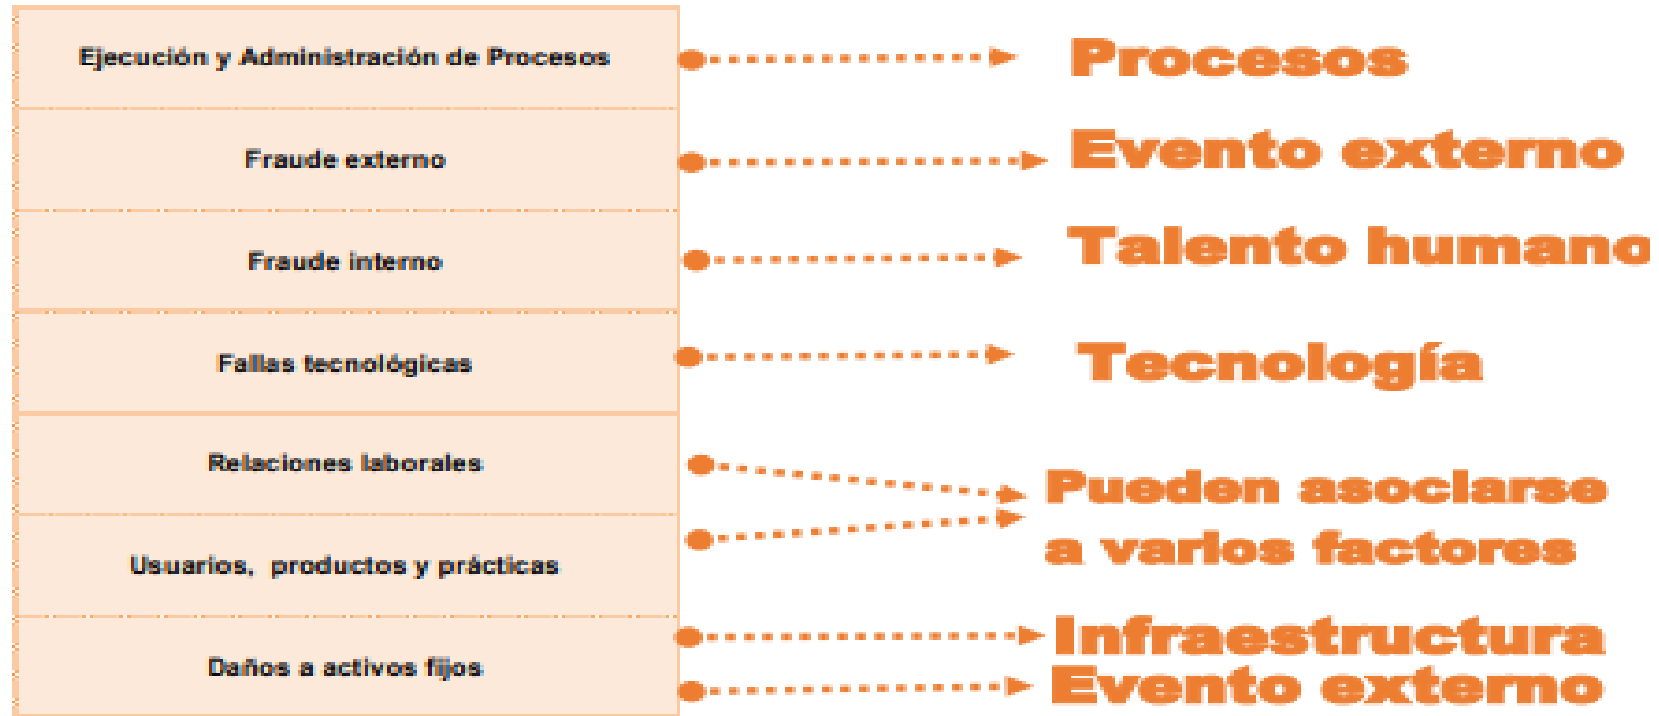 Ejecución y Administración de Procesos
Procesos
Fraude externo
Evento externo
Fraude interno
Talento humano
Fallas tecnológicas
Tecnología
Relaciones laborales
Usuarios, productos y prácticas
Pueden asociarse
a varios factores
Daños a activos fijos
Infraestructura
Evento externo